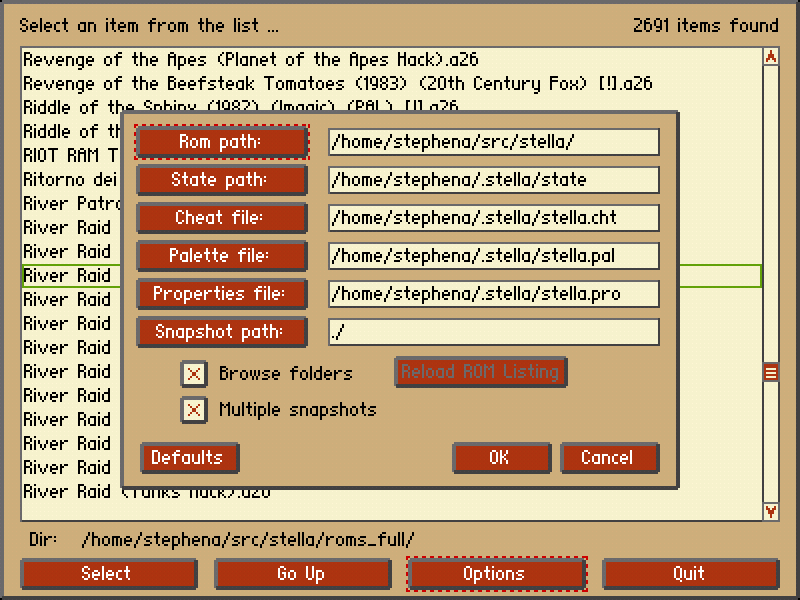 Select an item from the list ... 2691 items found
Revenge of the Apes (Planet of the Apes Hack).a26
Revenge of the Beefsteak Tomatoes (1983) (20th Century Fox) [!].a26
Riddle of the Sphinx (1982) (Imagic) (PAL) [!].a26
Riddle of th
RIOT RAM T
Ritorno dei
River Patro
River Raid
River Raid
River Raid
River Raid
River Raid
River Raid
River Raid
River Raid
River Raid
River Raid
River Raid
River Raid (Tanks Hack).a26
Rom path: /home/stephena/src/stella/
State path: /home/stephena/.stella/state
Cheat file: /home/stephena/.stella/stella.cht
Palette file: /home/stephena/.stella/stella.pal
Properties file: /home/stephena/.stella/stella.pro
Snapshot path: ./
Browse folders Reload ROM Listing
Multiple snapshots
Defaults OK Cancel
Dir: /home/stephena/src/stella/roms_full/
Select Go Up Options Quit